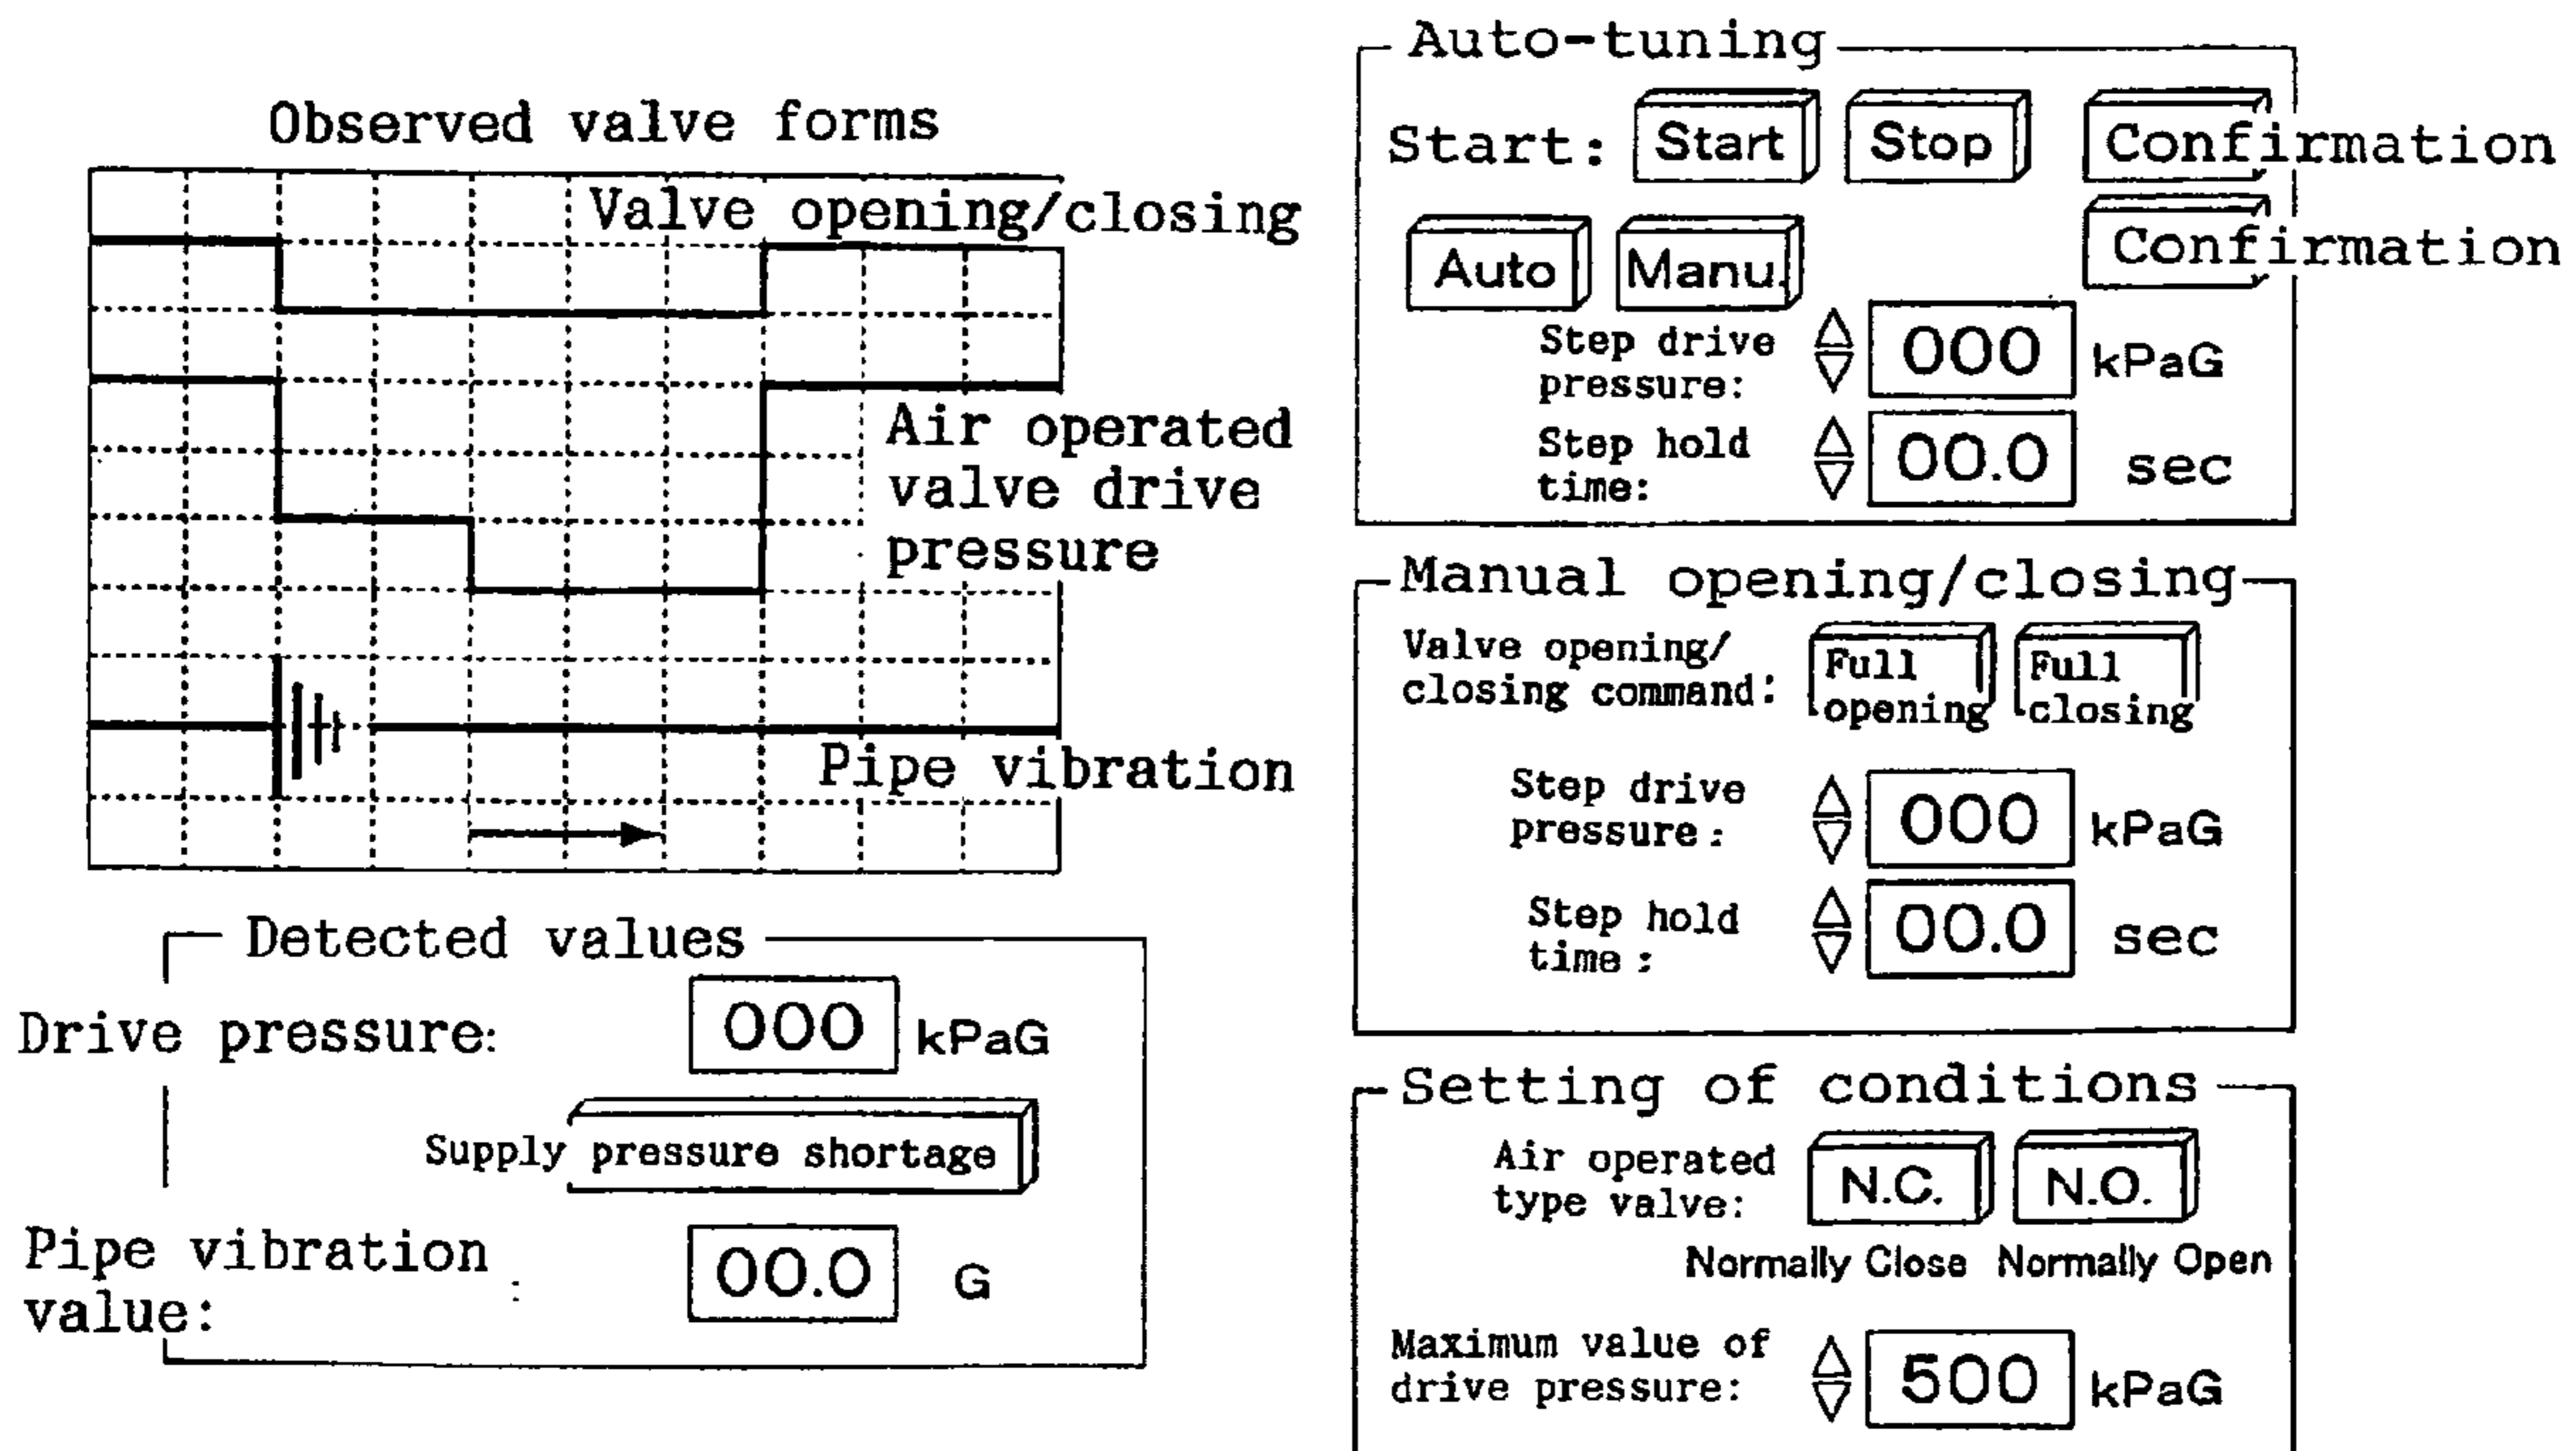 Observed valve forms
Valve opening/closing
Air operated
valve drive
pressure
Pipe vibration
Detected values
Drive pressure:
000 kPaG
Supply pressure shortage
Pipe vibration
value:
:
00.0 G
Auto-tuning
Start: Start Stop Confirmation
Confirmation
Auto Manu.
Step drive
pressure:
000 kPaG
Step hold
time:
00.0 sec
Manual opening/closing
Valve opening/
closing command:
Full
opening
Full
closing
Step drive
pressure:
000 kPaG
Step hold
time:
00.0 sec
Setting of conditions
Air operated
type valve:
N.C. N.O.
Normally Close Normally Open
Maximum value of
drive pressure:
500 kPaG